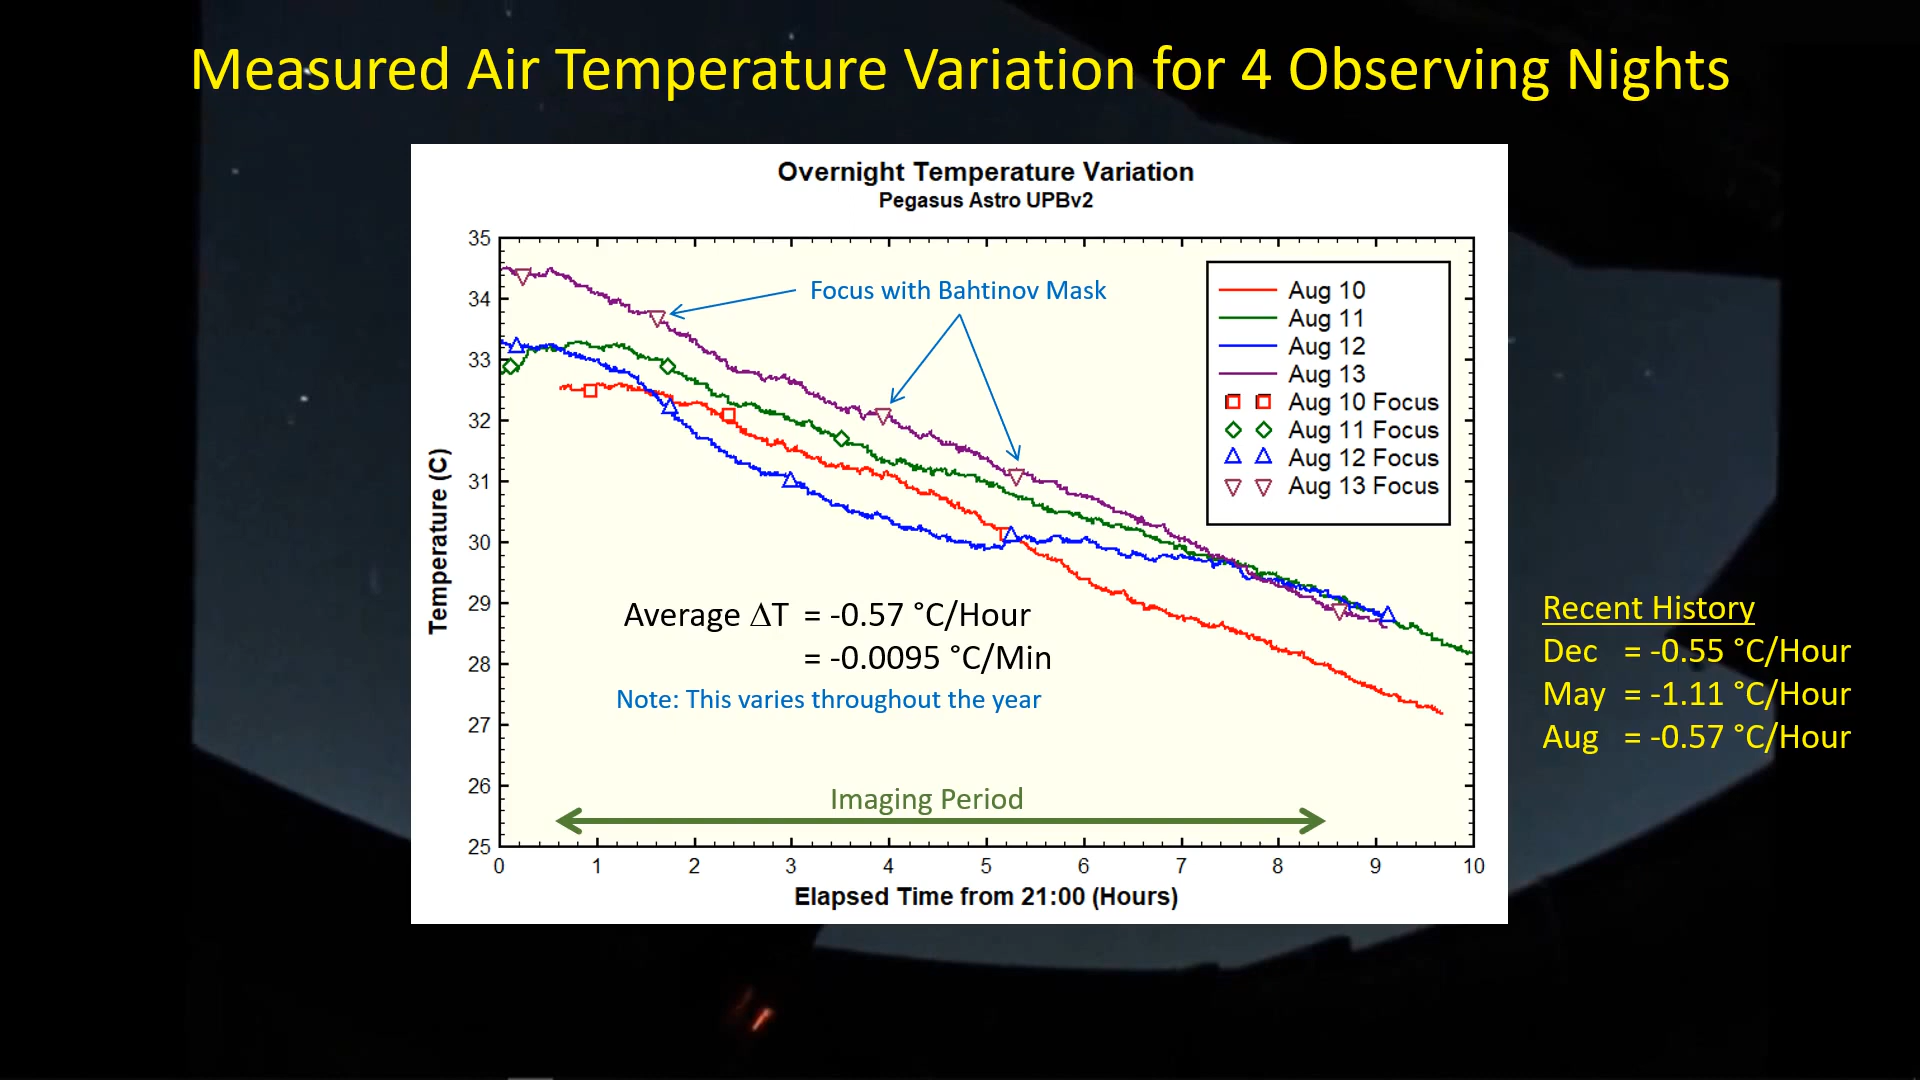 Measured Air Temperature Variation for 4 Observing Nights
Overnight Temperature Variation
Pegasus Astro UPBv2
35
34
33
32
31
30
29
28
27
26
25
Temperature (C)
Focus with Bahtinov Mask
Aug 10
Aug 11
Aug 12
Aug 13
Aug 10 Focus
Aug 11 Focus
Aug 12 Focus
Aug 13 Focus
Average ΔT = -0.57 °C/Hour
= -0.0095 °C/Min
Note: This varies throughout the year
Imaging Period
0 1 2 3 4 5 6 7 8 9 10
Elapsed Time from 21:00 (Hours)
Recent History
Dec = -0.55 °C/Hour
May = -1.11 °C/Hour
Aug = -0.57 °C/Hour